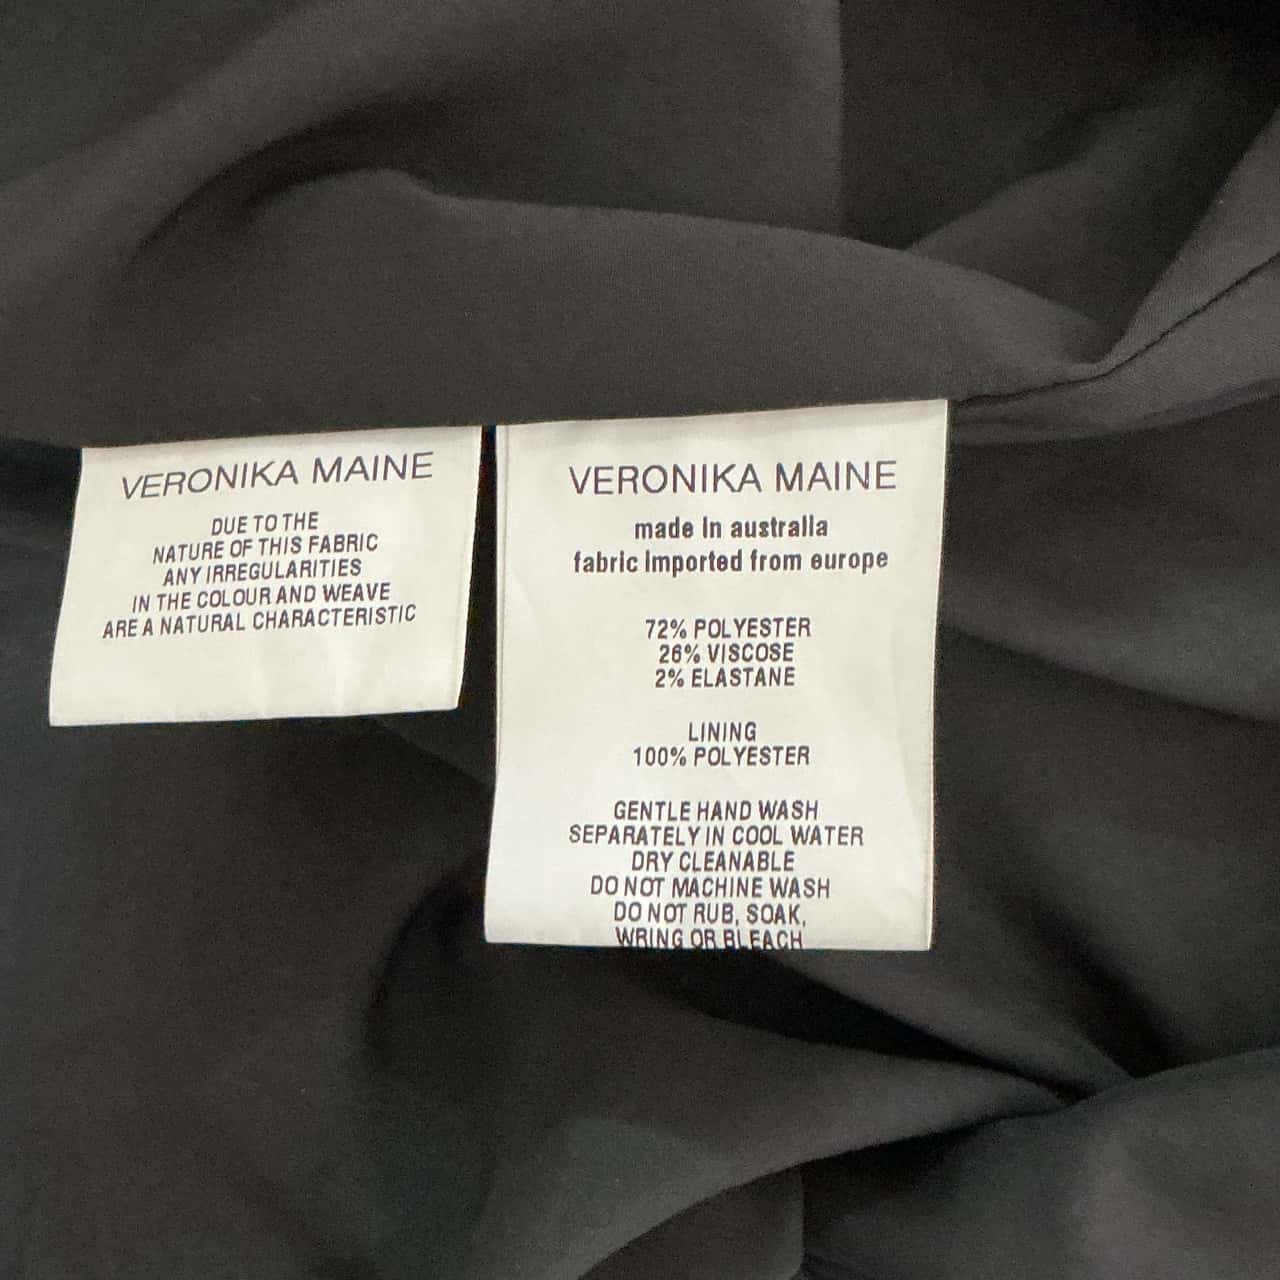 VERONIKA MAINE
DUE TO THE
NATURE OF THIS FABRIC
ANY IRREGULARITIES
IN THE COLOUR AND WEAVE
ARE A NATURAL CHARACTERISTIC
VERONIKA MAINE
made in australia
fabric imported from europe
72% POLYESTER
26% VISCOSE
2% ELASTANE
LINING
100% POLYESTER
GENTLE HAND WASH
SEPARATELY IN COOL WATER
DRY CLEANABLE
DO NOT MACHINE WASH
DO NOT RUB, SOAK,
WRING OR BLEACH